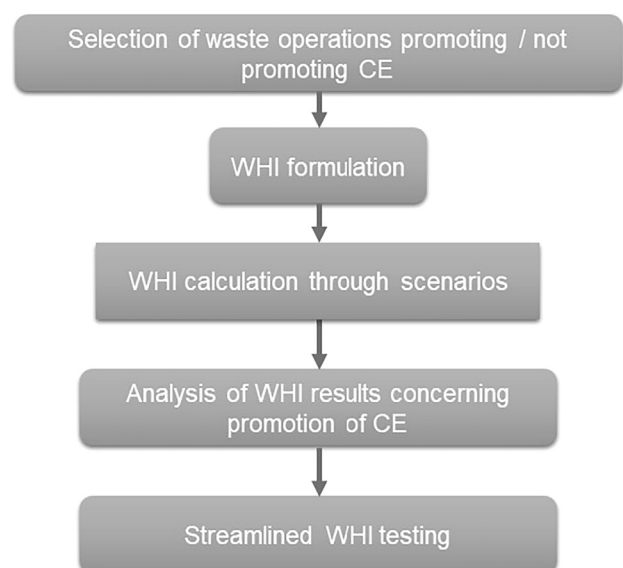 Selection of waste operations promoting / not
promoting CE
WHI formulation
WHI calculation through scenarios
Analysis of WHI results concerning
promotion of CE
Streamlined WHI testing